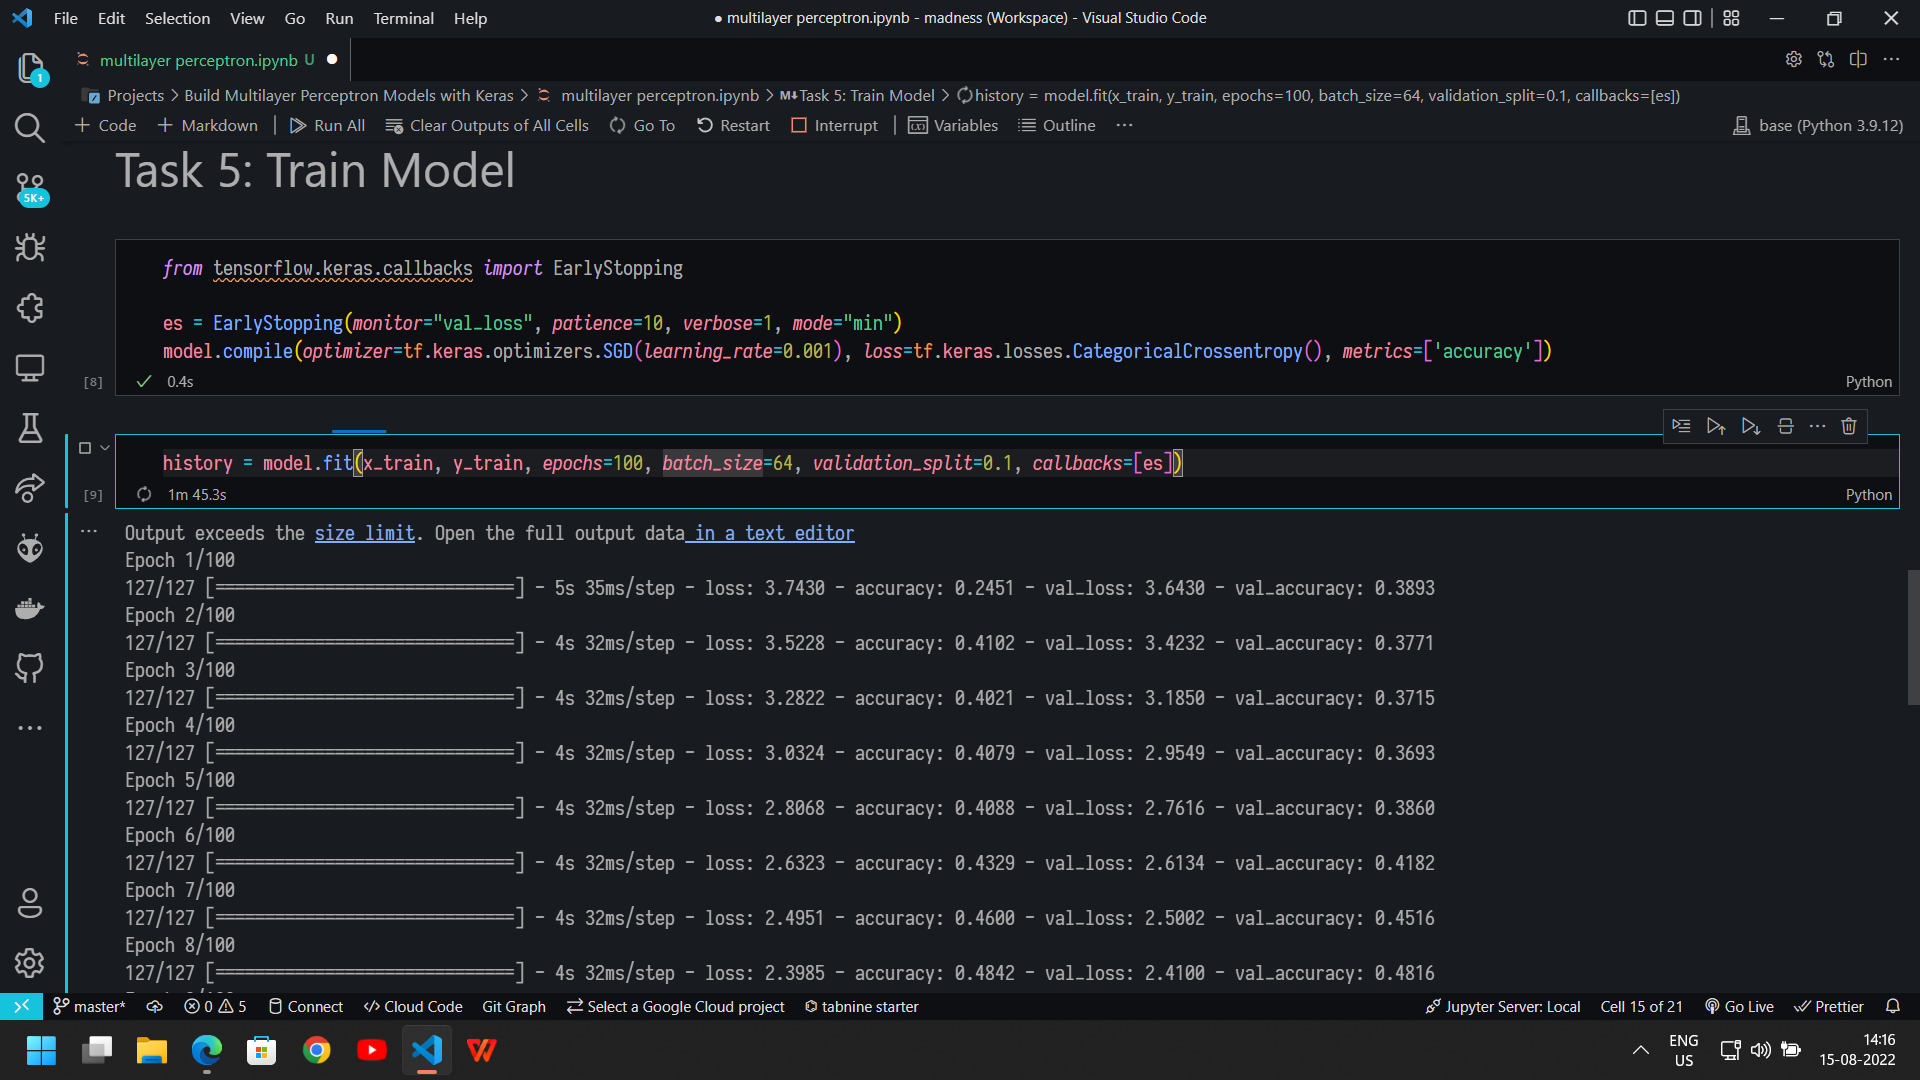 File Edit Selection View Go Run Terminal Help
● multilayer perceptron.ipynb - madness (Workspace) - Visual Studio Code
multilayer perceptron.ipynb U ●
Projects > Build Multilayer Perceptron Models with Keras > multilayer perceptron.ipynb > M↓Task 5: Train Model > history = model.fit(x_train, y_train, epochs=100, batch_size=64, validation_split=0.1, callbacks=[es])
+ Code + Markdown | Run All Clear Outputs of All Cells Go To Restart Interrupt | Variables Outline ···
base (Python 3.9.12)
1
5K+
Task 5: Train Model
from tensorflow.keras.callbacks import EarlyStopping
es = EarlyStopping(monitor="val_loss", patience=10, verbose=1, mode="min")
model.compile(optimizer=tf.keras.optimizers.SGD(learning_rate=0.001), loss=tf.keras.losses.CategoricalCrossentropy(), metrics=['accuracy'])
[8] ✓ 0.4s Python
history = model.fit(x_train, y_train, epochs=100, batch_size=64, validation_split=0.1, callbacks=[es])
[9] 1m 45.3s Python
Output exceeds the size limit. Open the full output data in a text editor
Epoch 1/100
127/127 [==============================] - 5s 35ms/step - loss: 3.7430 - accuracy: 0.2451 - val_loss: 3.6430 - val_accuracy: 0.3893
Epoch 2/100
127/127 [==============================] - 4s 32ms/step - loss: 3.5228 - accuracy: 0.4102 - val_loss: 3.4232 - val_accuracy: 0.3771
Epoch 3/100
127/127 [==============================] - 4s 32ms/step - loss: 3.2822 - accuracy: 0.4021 - val_loss: 3.1850 - val_accuracy: 0.3715
Epoch 4/100
127/127 [==============================] - 4s 32ms/step - loss: 3.0324 - accuracy: 0.4079 - val_loss: 2.9549 - val_accuracy: 0.3693
Epoch 5/100
127/127 [==============================] - 4s 32ms/step - loss: 2.8068 - accuracy: 0.4088 - val_loss: 2.7616 - val_accuracy: 0.3860
Epoch 6/100
127/127 [==============================] - 4s 32ms/step - loss: 2.6323 - accuracy: 0.4329 - val_loss: 2.6134 - val_accuracy: 0.4182
Epoch 7/100
127/127 [==============================] - 4s 32ms/step - loss: 2.4951 - accuracy: 0.4600 - val_loss: 2.5002 - val_accuracy: 0.4516
Epoch 8/100
127/127 [==============================] - 4s 32ms/step - loss: 2.3985 - accuracy: 0.4842 - val_loss: 2.4100 - val_accuracy: 0.4816
master* 0 5 Connect Cloud Code Git Graph Select a Google Cloud project tabnine starter
Jupyter Server: Local Cell 15 of 21 Go Live Prettier
ENG
US
14:16
15-08-2022